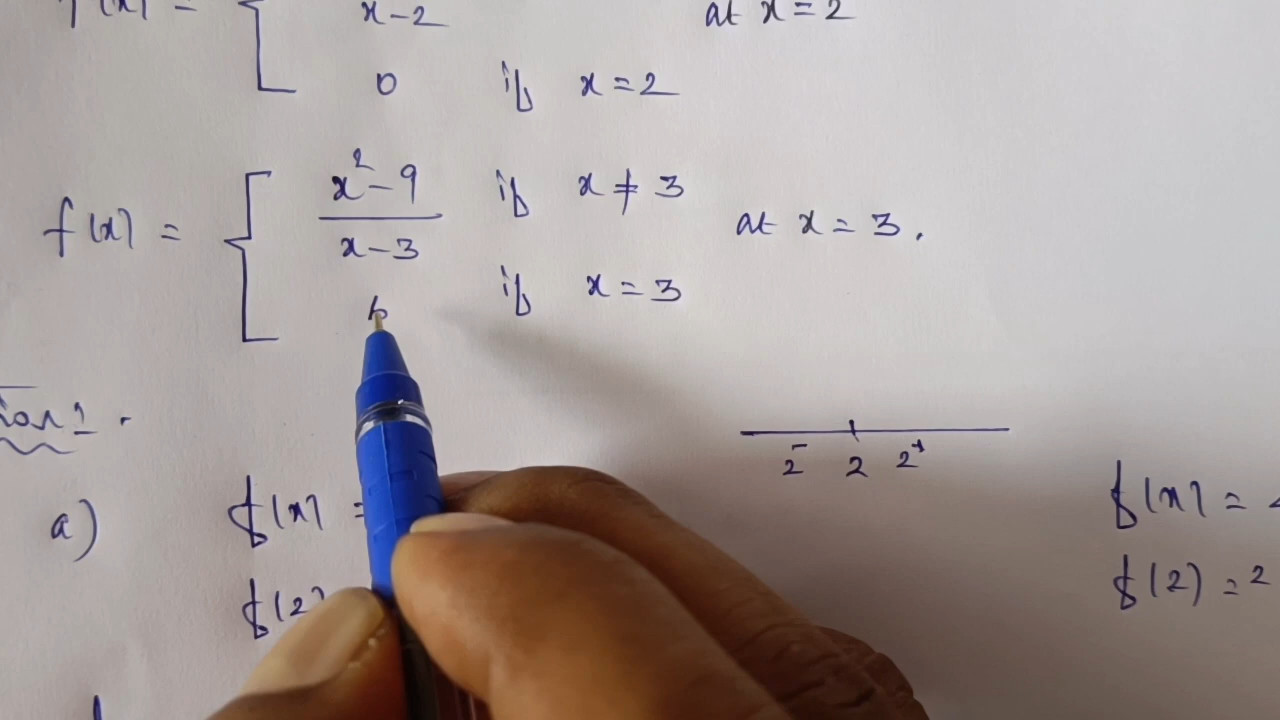 f(x) = x-2 at x = 2
0 if x = 2
x² - 9 if x ≠ 3
f(x) = at x = 3.
x - 3
6 if x = 3
2⁻ 2 2⁺
a) f(x) = f(x) =
f(2) f(2) = 2